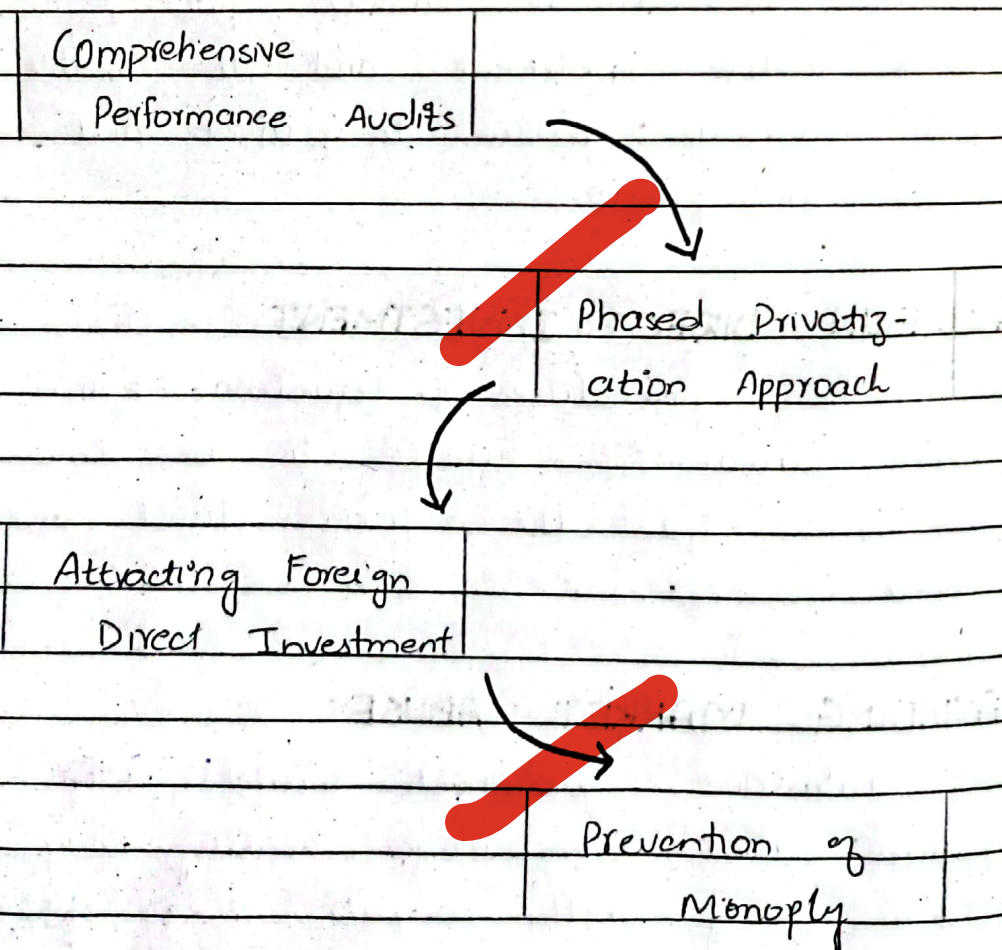 Comprehensive
Performance Audits
Phased Privatiz-
ation Approach
Attracting Foreign
Direct Investment
Prevention of
Monoply